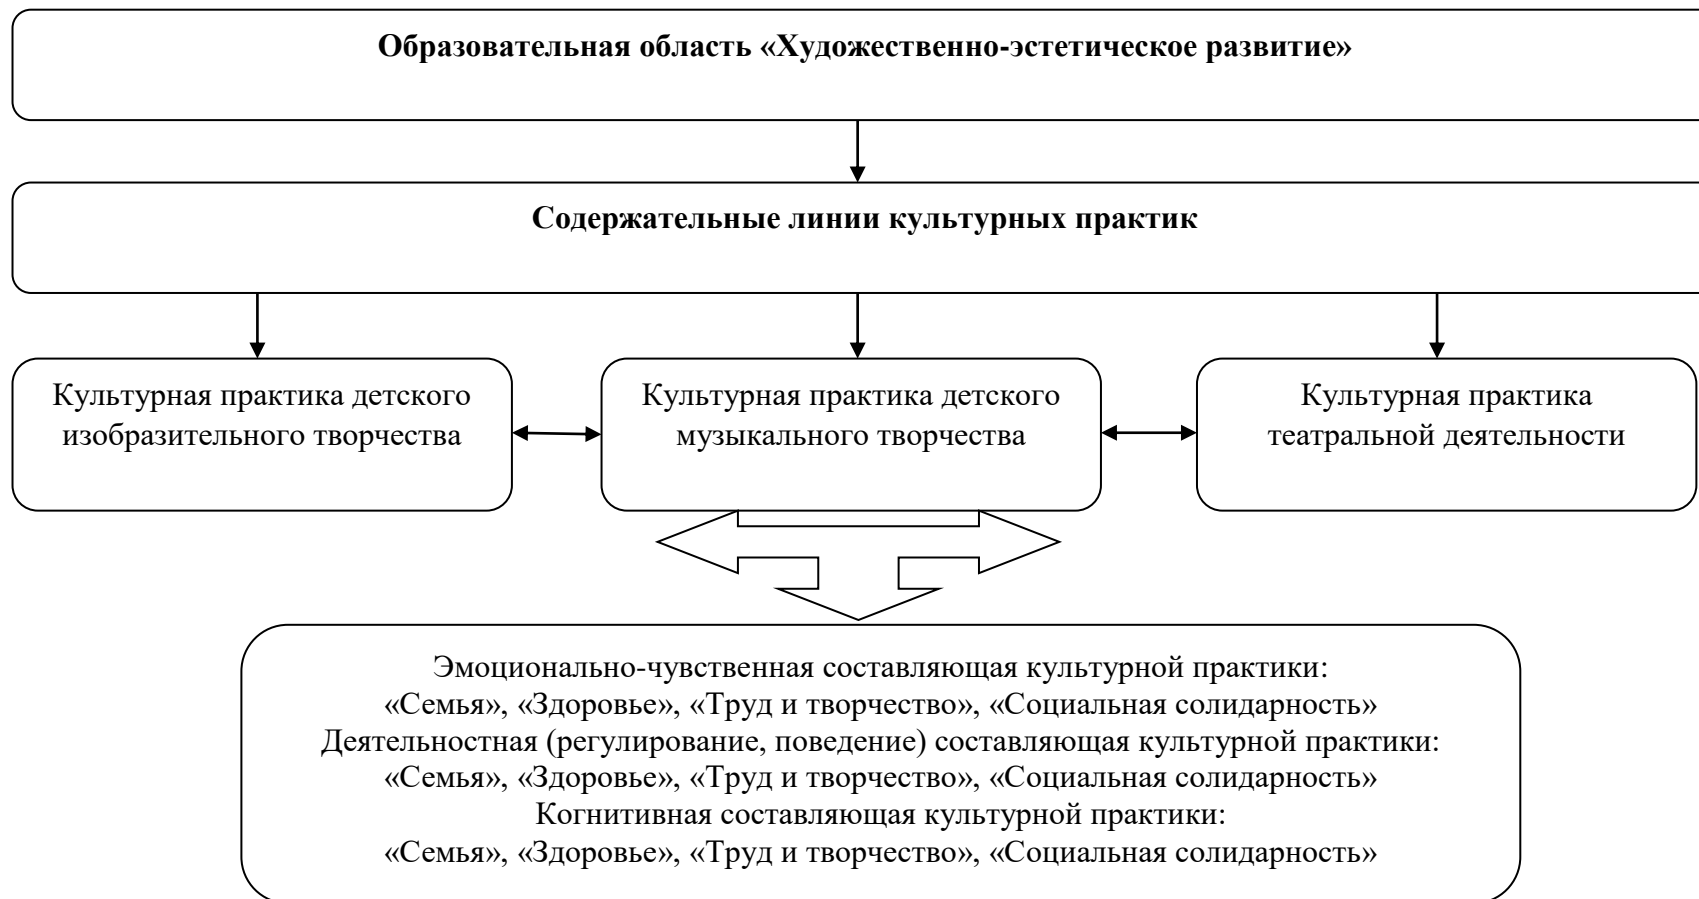 Образовательная область «Художественно-эстетическое развитие»
Содержательные линии культурных практик
Культурная практика детского
изобразительного творчества
Культурная практика детского
музыкального творчества
Культурная практика
театральной деятельности
Эмоционально-чувственная составляющая культурной практики:
«Семья», «Здоровье», «Труд и творчество», «Социальная солидарность»
Деятельностная (регулирование, поведение) составляющая культурной практики:
«Семья», «Здоровье», «Труд и творчество», «Социальная солидарность»
Когнитивная составляющая культурной практики:
«Семья», «Здоровье», «Труд и творчество», «Социальная солидарность»